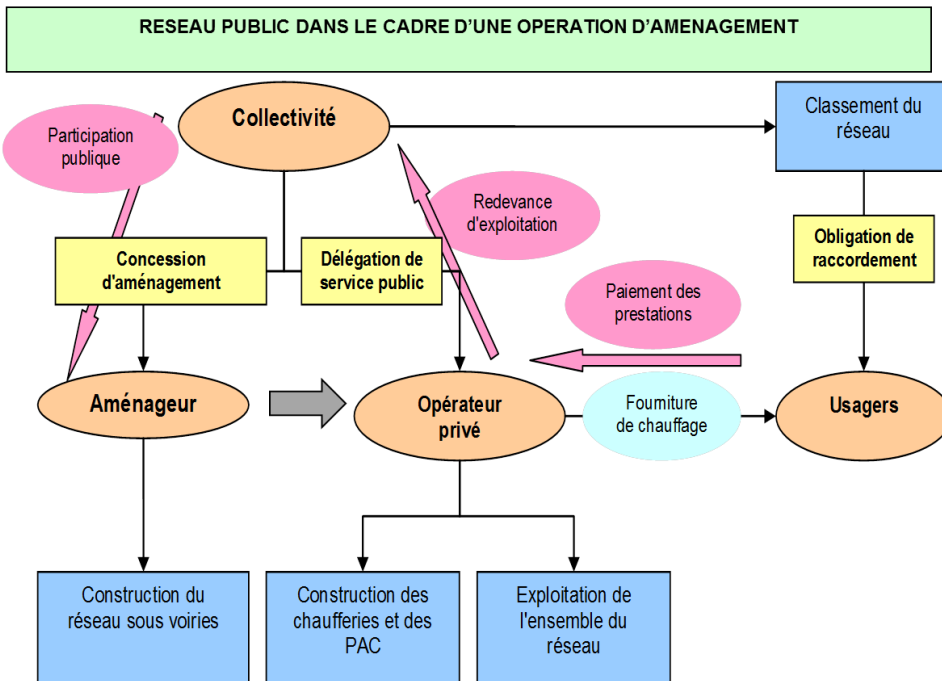 RESEAU PUBLIC DANS LE CADRE D'UNE OPERATION D'AMENAGEMENT
Participation
publique
Collectivité
Classement du
réseau
Redevance
d'exploitation
Concession
d'aménagement
Délégation de
service public
Obligation de
raccordement
Paiement des
prestations
Aménageur
Opérateur
privé
Fourniture
de chauffage
Usagers
Construction du
réseau sous voiries
Construction des
chaufferies et des
PAC
Exploitation de
l'ensemble du
réseau